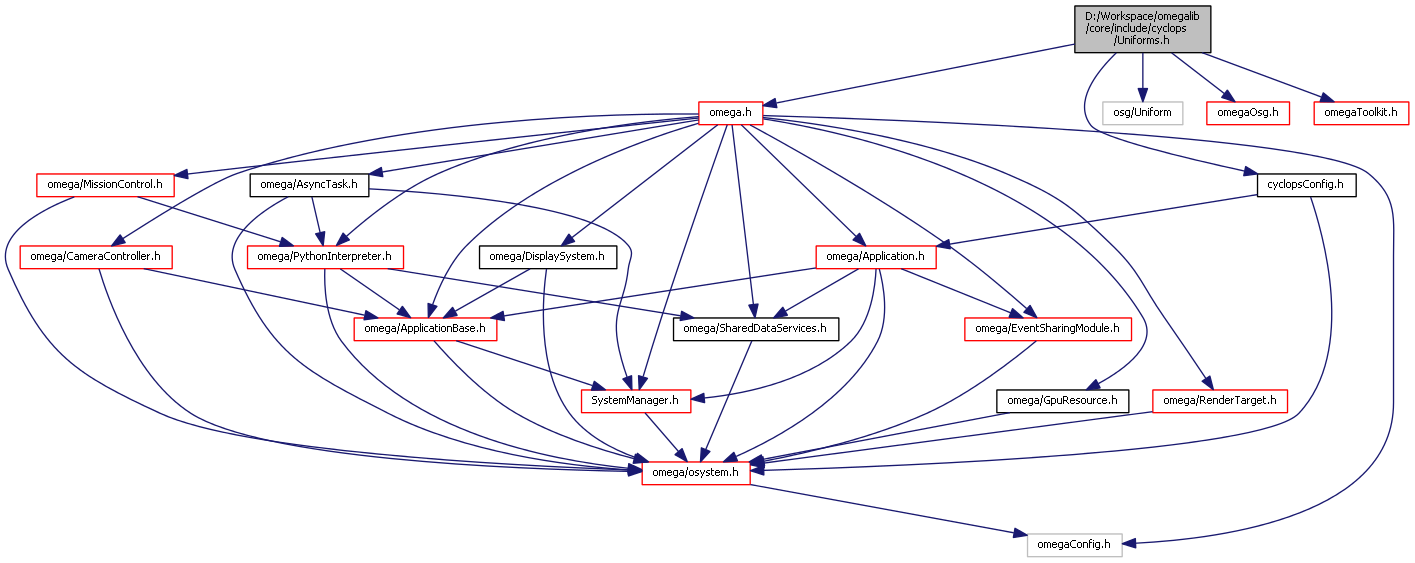 D:/Workspace/omegalib
/core/include/cyclops
/Uniforms.h
omega.h
osg/Uniform
omegaOsg.h
omegaToolkit.h
omega/MissionControl.h
omega/AsyncTask.h
cyclopsConfig.h
omega/CameraController.h
omega/PythonInterpreter.h
omega/DisplaySystem.h
omega/Application.h
omega/ApplicationBase.h
omega/SharedDataServices.h
omega/EventSharingModule.h
SystemManager.h
omega/GpuResource.h
omega/RenderTarget.h
omega/osystem.h
omegaConfig.h